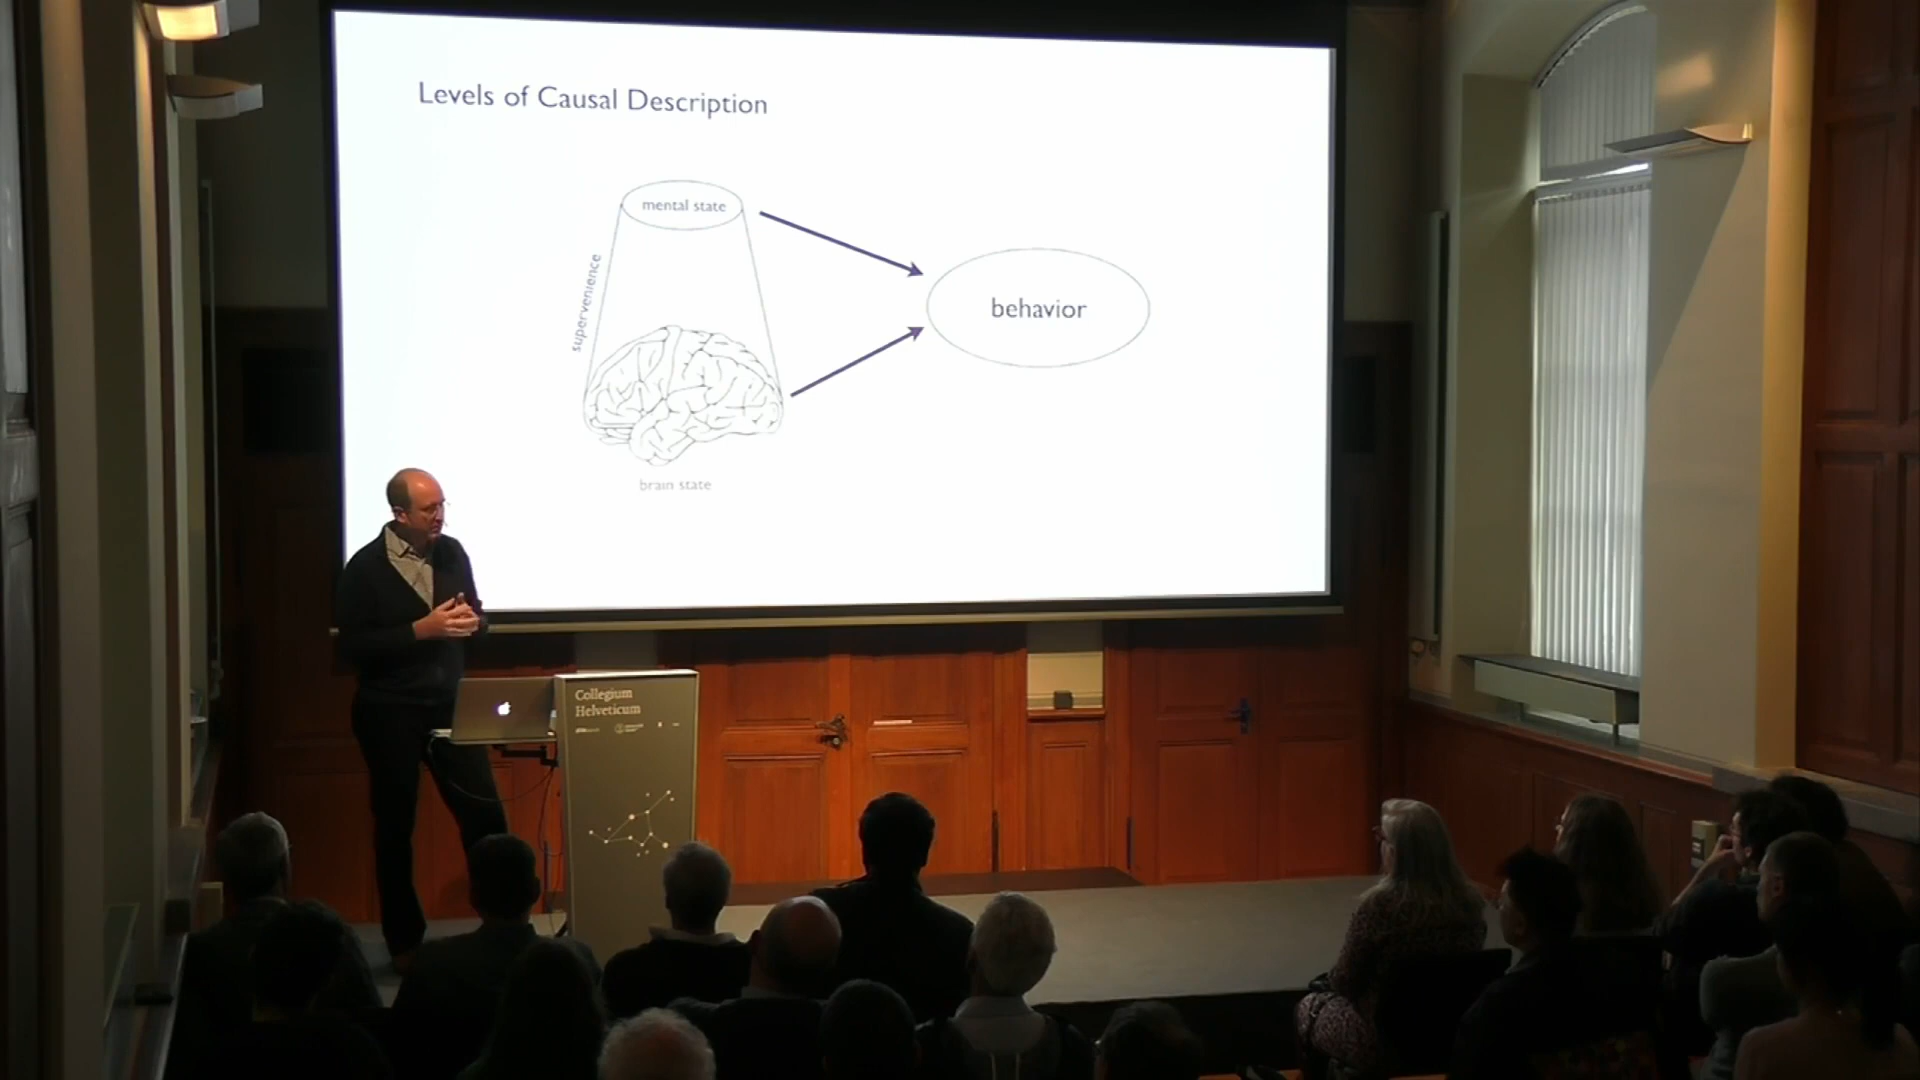 Levels of Causal Description
mental state
supervenience
behavior
brain state
Collegium
Helveticum